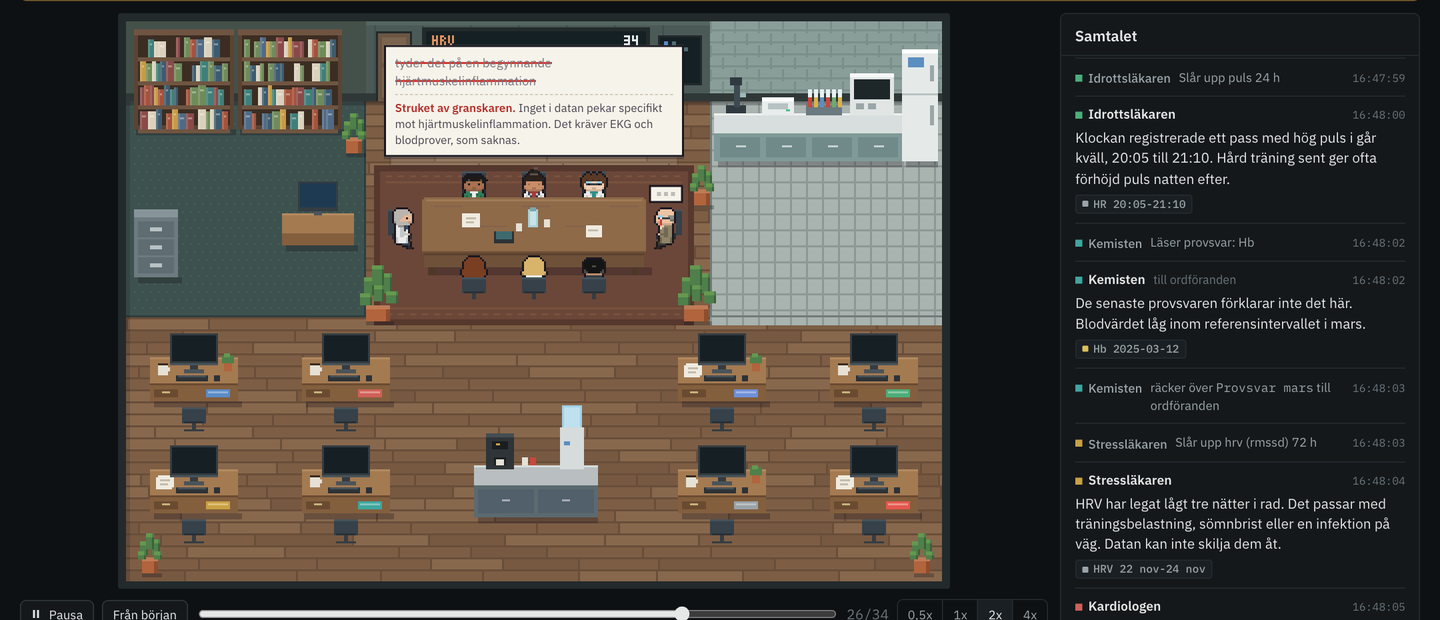 HRV 34
tyder det på en begynnande
hjärtmuskelinflammation
Struket av granskaren. Inget i datan pekar specifikt
mot hjärtmuskelinflammation. Det kräver EKG och
blodprover, som saknas.
Pausa
Från början
26/34
0.5x
1x
2x
4x
Samtalet
Idrottsläkaren Slår upp puls 24 h 16:47:59
Idrottsläkaren 16:48:00
Klockan registrerade ett pass med hög puls i går
kväll, 20:05 till 21:10. Hård träning sent ger ofta
förhöjd puls natten efter.
HR 20:05-21:10
Kemisten Läser provsvar: Hb 16:48:02
Kemisten till ordföranden 16:48:02
De senaste provsvaren förklarar inte det här.
Blodvärdet låg inom referensintervallet i mars.
Hb 2025-03-12
Kemisten räcker över Provsvar mars till 16:48:03
ordföranden
Stressläkaren Slår upp hrv (rmssd) 72 h 16:48:03
Stressläkaren 16:48:04
HRV har legat lågt tre nätter i rad. Det passar med
träningsbelastning, sömnbrist eller en infektion på
väg. Datan kan inte skilja dem åt.
HRV 22 nov-24 nov
Kardiologen 16:48:05